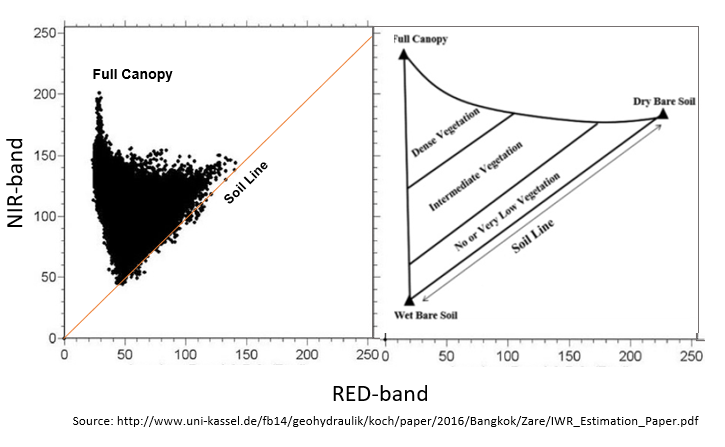 250
200
150
100
50
0
NIR-band
Full Canopy
Soil Line
0 50 100 150 200 250
Full Canopy
Dry Bare Soil
Dense Vegetation
Intermediate Vegetation
No or Very Low Vegetation
Soil Line
Wet Bare Soil
0 50 100 150 200 250
RED-band
Source: http://www.uni-kassel.de/fb14/geohydraulik/koch/paper/2016/Bangkok/Zare/IWR_Estimation_Paper.pdf